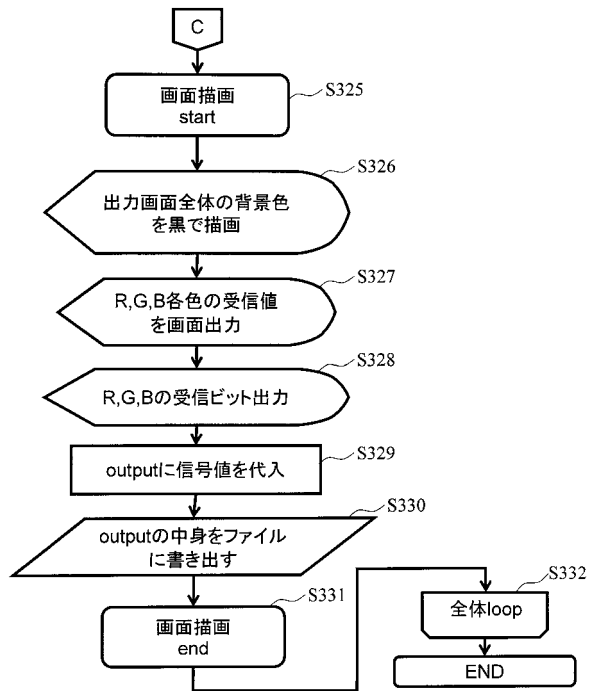 C
画面描画
start
S325
S326
出力画面全体の背景色
を黒で描画
S327
R,G,B各色の受信値
を画面出力
S328
R,G,Bの受信ビット出力
S329
outputに信号値を代入
S330
outputの中身をファイル
に書き出す
S331
画面描画
end
S332
全体loop
END